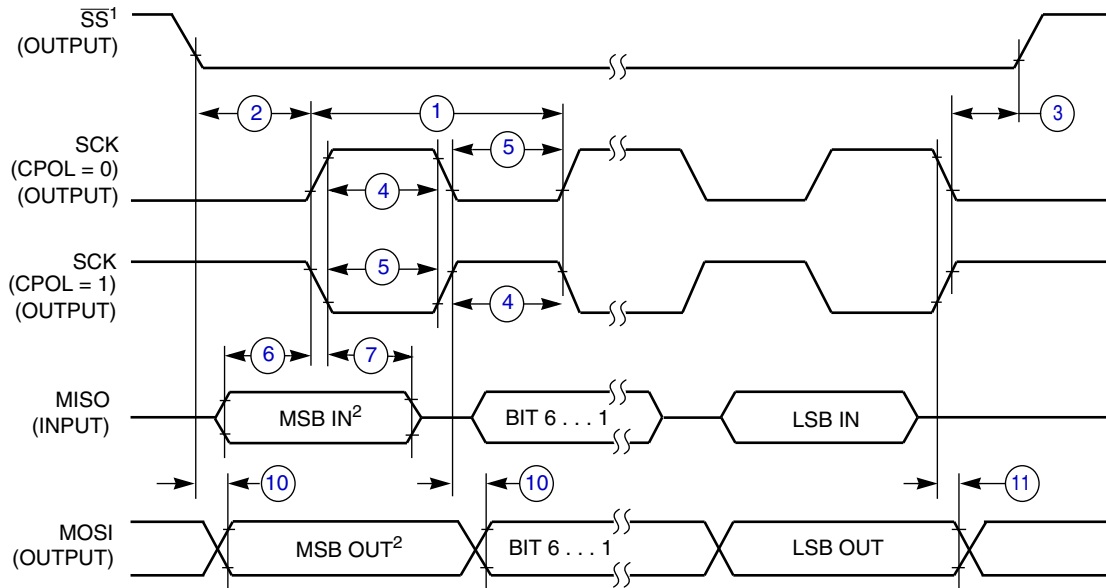 SS¹
(OUTPUT)
2
1
3
SCK
(CPOL = 0)
(OUTPUT)
5
4
SCK
(CPOL = 1)
(OUTPUT)
5
4
6
7
MISO
(INPUT)
MSB IN²
BIT 6 . . . 1
LSB IN
10
10
11
MOSI
(OUTPUT)
MSB OUT²
BIT 6 . . . 1
LSB OUT